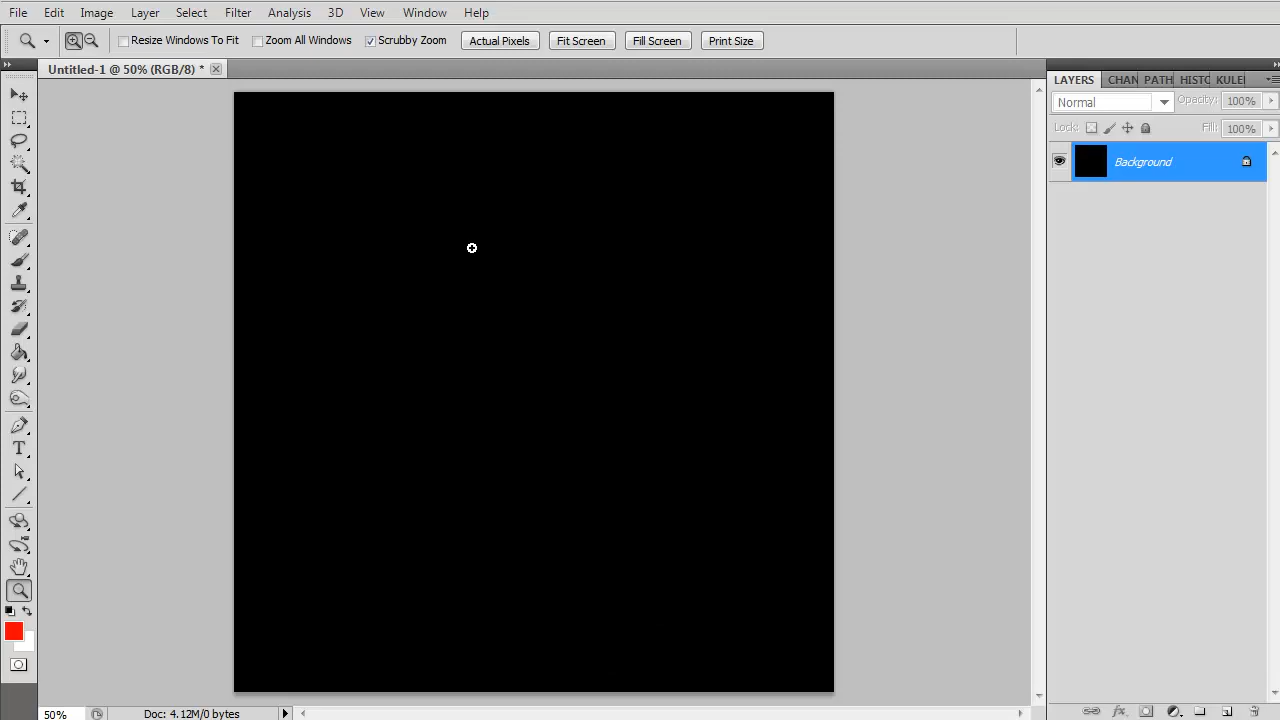 File Edit Image Layer Select Filter Analysis 3D View Window Help
Resize Windows To Fit Zoom All Windows Scrubby Zoom Actual Pixels Fit Screen Fill Screen Print Size
Untitled-1 @ 50% (RGB/8) *
LAYERS CHAN PATH HISTO KULEI
Normal Opacity: 100%
Lock: Fill: 100%
Background
T
50% Doc: 4.12M/0 bytes